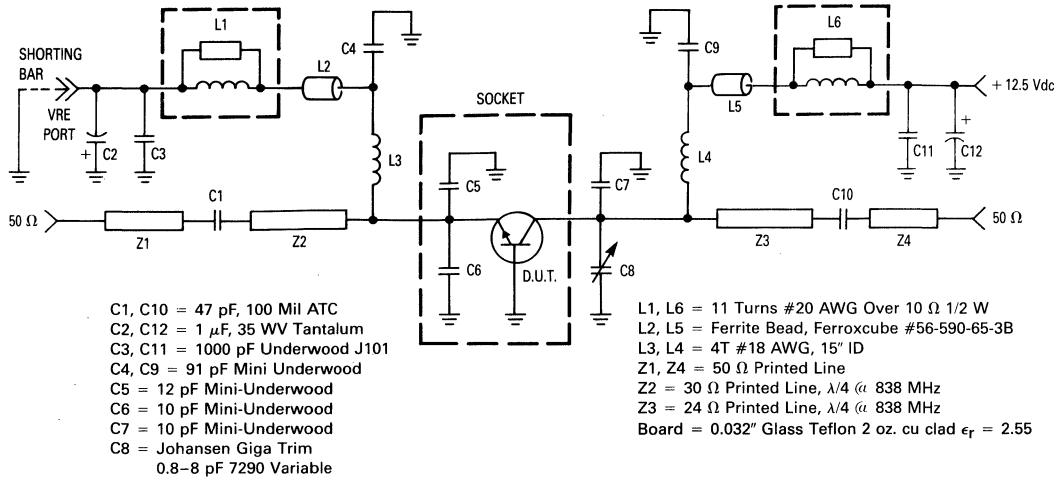 L1
L6
C4
C9
SHORTING
BAR
L2
L5
+ 12.5 Vdc
VRE
PORT
SOCKET
+
C2
C3
L3
L4
C11
+
C12
C5
C7
50 Ω
C1
C10
50 Ω
Z1
Z2
Z3
Z4
C6
D.U.T.
C8
C1, C10 = 47 pF, 100 Mil ATC
C2, C12 = 1 μF, 35 WV Tantalum
C3, C11 = 1000 pF Underwood J101
C4, C9 = 91 pF Mini Underwood
C5 = 12 pF Mini-Underwood
C6 = 10 pF Mini-Underwood
C7 = 10 pF Mini-Underwood
C8 = Johansen Giga Trim
0.8–8 pF 7290 Variable
L1, L6 = 11 Turns #20 AWG Over 10 Ω 1/2 W
L2, L5 = Ferrite Bead, Ferroxcube #56-590-65-3B
L3, L4 = 4T #18 AWG, 15" ID
Z1, Z4 = 50 Ω Printed Line
Z2 = 30 Ω Printed Line, λ/4 @ 838 MHz
Z3 = 24 Ω Printed Line, λ/4 @ 838 MHz
Board = 0.032" Glass Teflon 2 oz. cu clad ϵr = 2.55